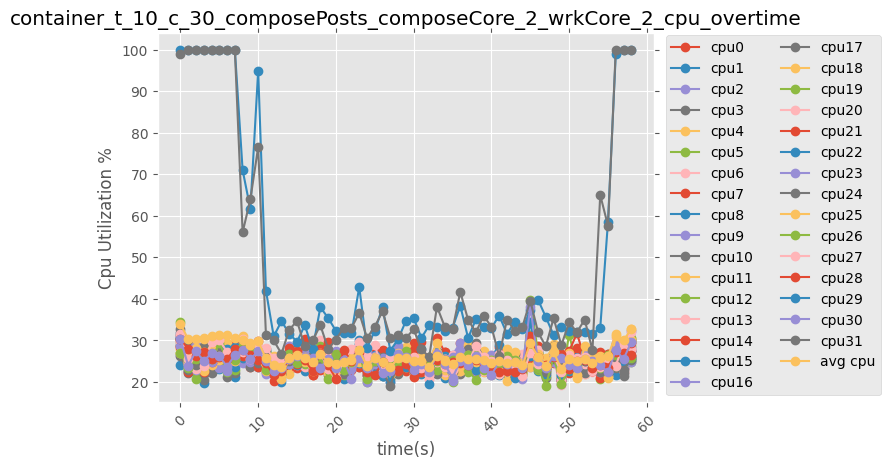 container_t_10_c_30_composePosts_composeCore_2_wrkCore_2_cpu_overtime
Cpu Utilization %
100
90
80
70
60
50
40
30
20
0
10
20
30
40
50
60
time(s)
cpu0
cpu1
cpu2
cpu3
cpu4
cpu5
cpu6
cpu7
cpu8
cpu9
cpu10
cpu11
cpu12
cpu13
cpu14
cpu15
cpu16
cpu17
cpu18
cpu19
cpu20
cpu21
cpu22
cpu23
cpu24
cpu25
cpu26
cpu27
cpu28
cpu29
cpu30
cpu31
avg cpu